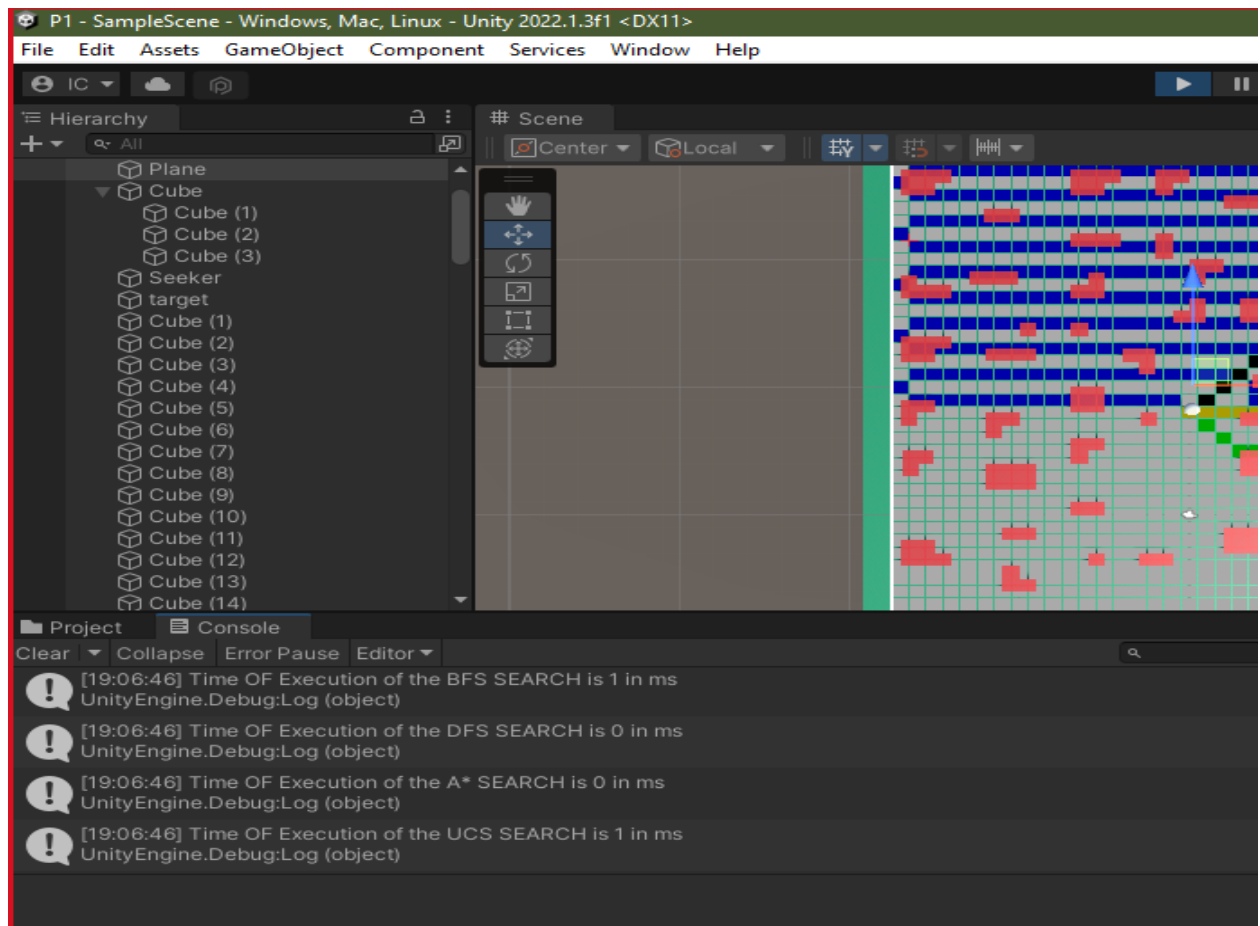 P1 - SampleScene - Windows, Mac, Linux - Unity 2022.1.3f1 <DX11>
File Edit Assets GameObject Component Services Window Help
IC
Hierarchy
Scene
All
Center Local
Plane
Cube
Cube (1)
Cube (2)
Cube (3)
Seeker
target
Cube (1)
Cube (2)
Cube (3)
Cube (4)
Cube (5)
Cube (6)
Cube (7)
Cube (8)
Cube (9)
Cube (10)
Cube (11)
Cube (12)
Cube (13)
Cube (14)
Project Console
Clear Collapse Error Pause Editor
[19:06:46] Time OF Execution of the BFS SEARCH is 1 in ms
UnityEngine.Debug:Log (object)
[19:06:46] Time OF Execution of the DFS SEARCH is 0 in ms
UnityEngine.Debug:Log (object)
[19:06:46] Time OF Execution of the A* SEARCH is 0 in ms
UnityEngine.Debug:Log (object)
[19:06:46] Time OF Execution of the UCS SEARCH is 1 in ms
UnityEngine.Debug:Log (object)